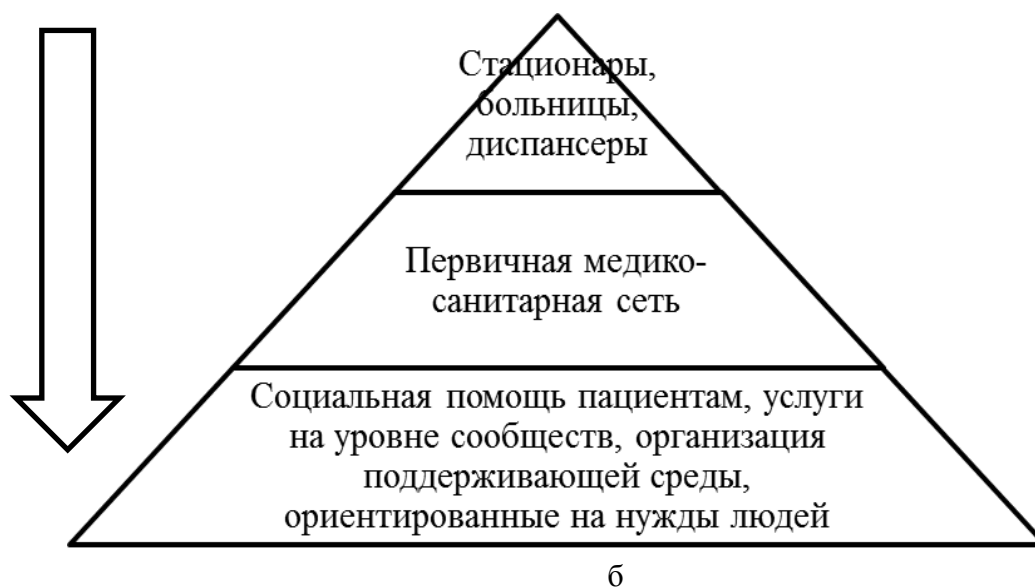 Стационары,
больницы,
диспансеры
Первичная медико-
санитарная сеть
Социальная помощь пациентам, услуги
на уровне сообществ, организация
поддерживающей среды,
ориентированные на нужды людей
б